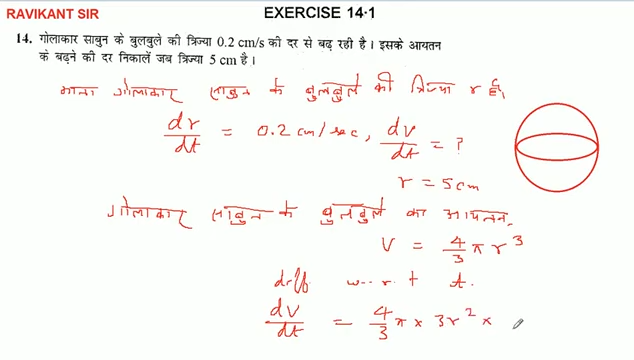 RAVIKANT SIR
EXERCISE 14·1
14. गोलाकार साबुन के बुलबुले की त्रिज्या 0.2 cm/s की दर से बढ़ रही है। इसके आयतन
के बढ़ने की दर निकालें जब त्रिज्या 5 cm है।
माना गोलाकार साबुन के बुलबुले की त्रिज्या r है।
dr/dt = 0.2 cm/sec, dV/dt = ?
r = 5cm
गोलाकार साबुन के बुलबुले का आयतन,
V = 4/3 π r³
diff w.r.t t.
dV/dt = 4/3 π × 3r² ×